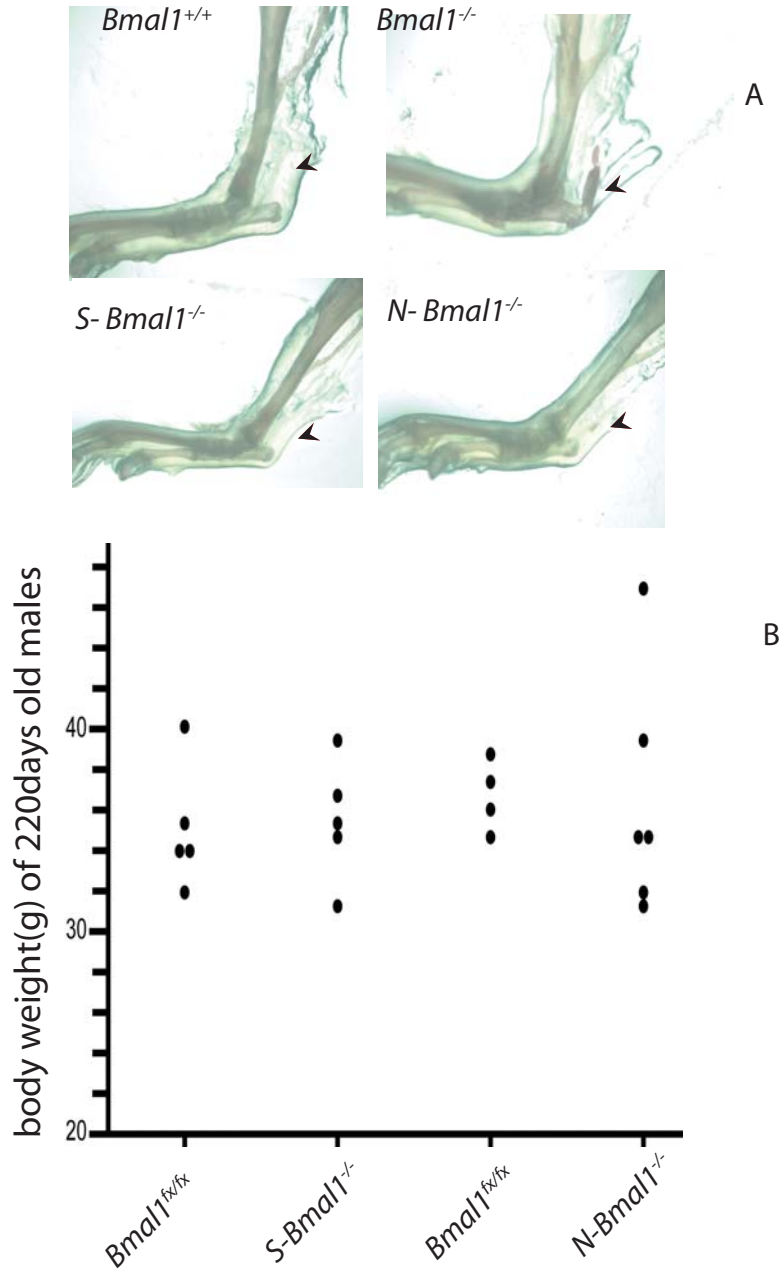 Bmal1+/+
Bmal1-/-
A
S- Bmal1-/-
N- Bmal1-/-
B
body weight(g) of 220days old males
40
30
20
Bmal1fx/fx
S-Bmal1-/-
Bmal1fx/fx
N-Bmal1-/-